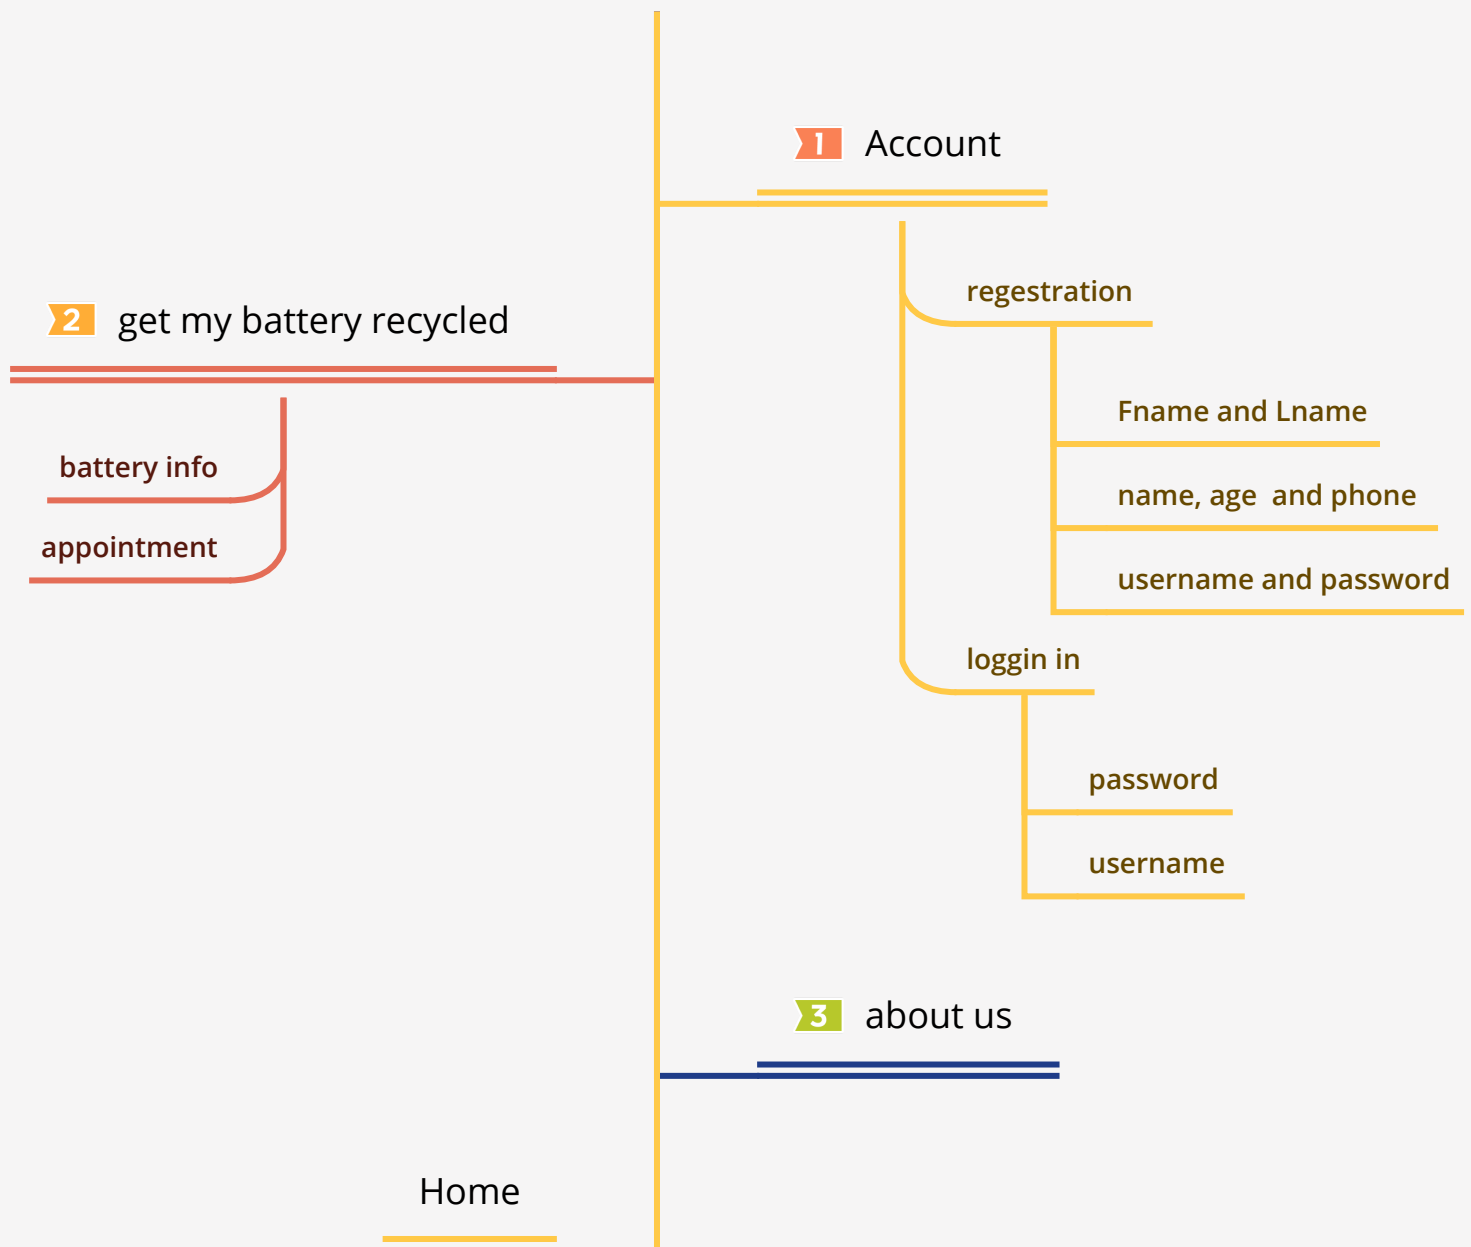 1 Account
regestration
Fname and Lname
name, age  and phone
username and password
loggin in
password
username
2 get my battery recycled
battery info
appointment
3 about us
Home